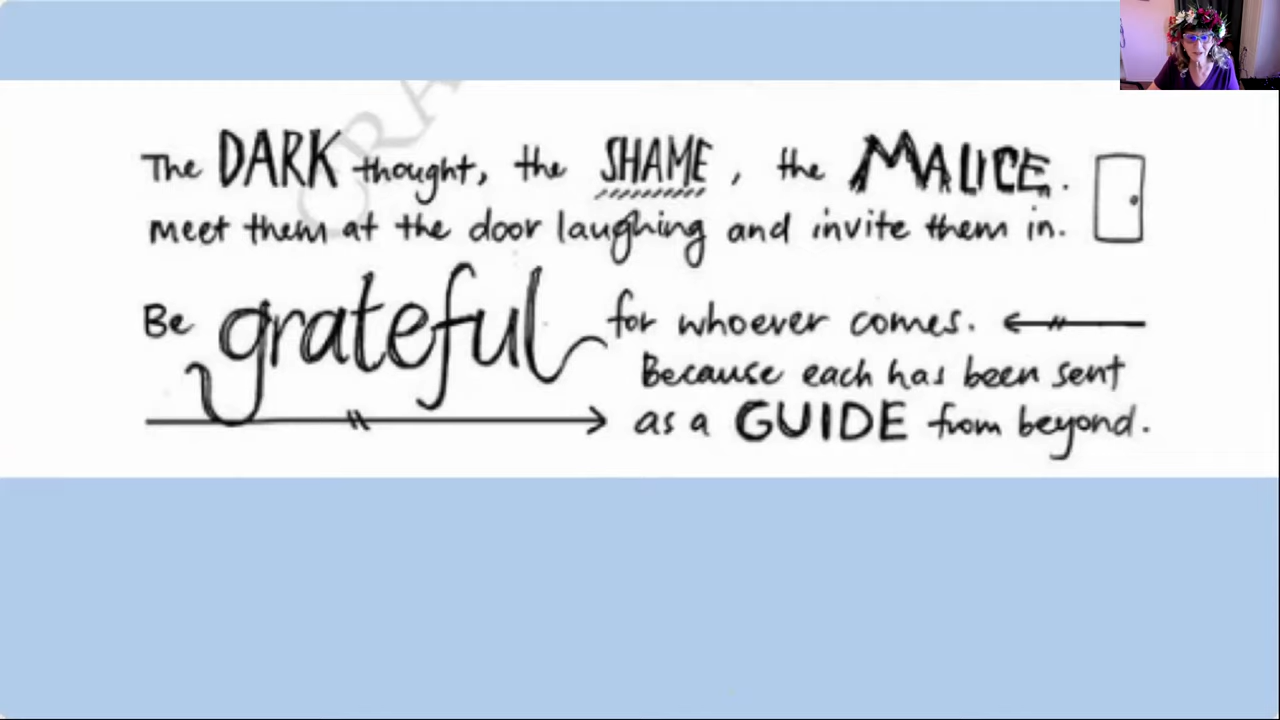 The DARK thought, the SHAME, the MALICE.
meet them at the door laughing and invite them in.
Be grateful for whoever comes.
Because each has been sent
as a GUIDE from beyond.